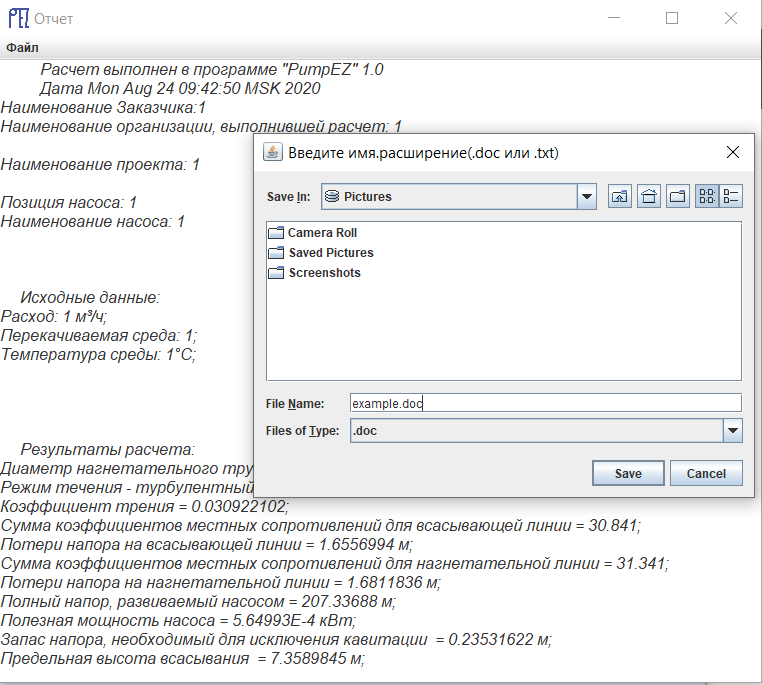 PEZ Отчет
Файл
Расчет выполнен в программе "PumpEZ" 1.0
Дата Mon Aug 24 09:42:50 MSK 2020
Наименование Заказчика:1
Наименование организации, выполнившей расчет: 1
Наименование проекта: 1
Позиция насоса: 1
Наименование насоса: 1
Исходные данные:
Расход: 1 м³/ч;
Перекачиваемая среда: 1;
Температура среды: 1°C;
Результаты расчета:
Диаметр нагнетательного тру
Режим течения - турбулентный
Коэффициент трения = 0.030922102;
Сумма коэффициентов местных сопротивлений для всасывающей линии = 30.841;
Потери напора на всасывающей линии = 1.6556994 м;
Сумма коэффициентов местных сопротивлений для нагнетательной линии = 31.341;
Потери напора на нагнетательной линии = 1.6811836 м;
Полный напор, развиваемый насосом = 207.33688 м;
Полезная мощность насоса = 5.64993E-4 кВт;
Запас напора, необходимый для исключения кавитации = 0.23531622 м;
Предельная высота всасывания = 7.3589845 м;
Введите имя.расширение(.doc или .txt)
Save In: Pictures
Camera Roll
Saved Pictures
Screenshots
File Name: example.doc
Files of Type: .doc
Save Cancel